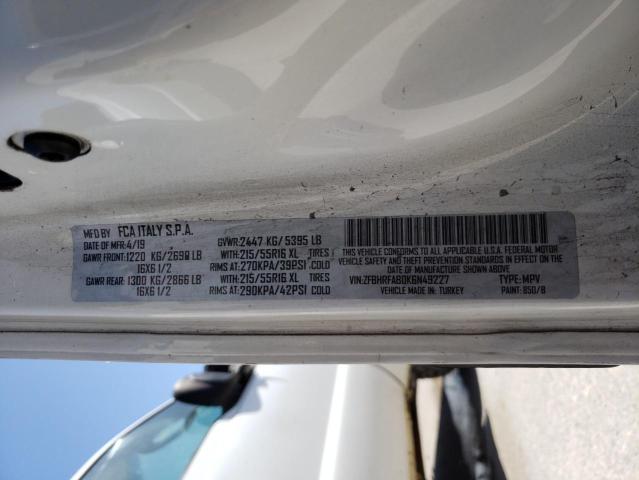 MFD BY FCA ITALY S.P.A.
DATE OF MFR:4/19 GVWR:2447 KG/ 5395 LB
GAWR FRONT:1220 KG/2690 LB WITH:215/55R16 XL TIRES
16X6 1/2 RIMS AT:270KPA/39PSI COLD
GAWR REAR: 1300 KG/2866 LB WITH:215/55R16 XL TIRES
16X6 1/2 RIMS AT:290KPA/42PSI COLD
THIS VEHICLE CONFORMS TO ALL APPLICABLE U.S.A. FEDERAL MOTOR
VEHICLE SAFETY AND THEFT PREVENTION STANDARDS IN EFFECT ON THE
DATE OF MANUFACTURE SHOWN ABOVE.
VIN:ZFBHRFAB0K6N49227 TYPE: MPV
VEHICLE MADE IN: TURKEY PAINT: 850/B